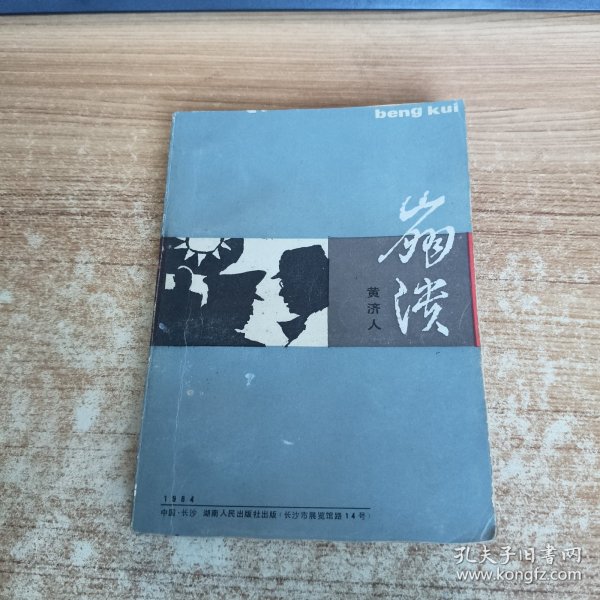 beng kui
崩溃
黄济人
1984
中国·长沙 湖南人民出版社出版（长沙市展览馆路14号）
孔夫子旧书网
www.kongfz.com